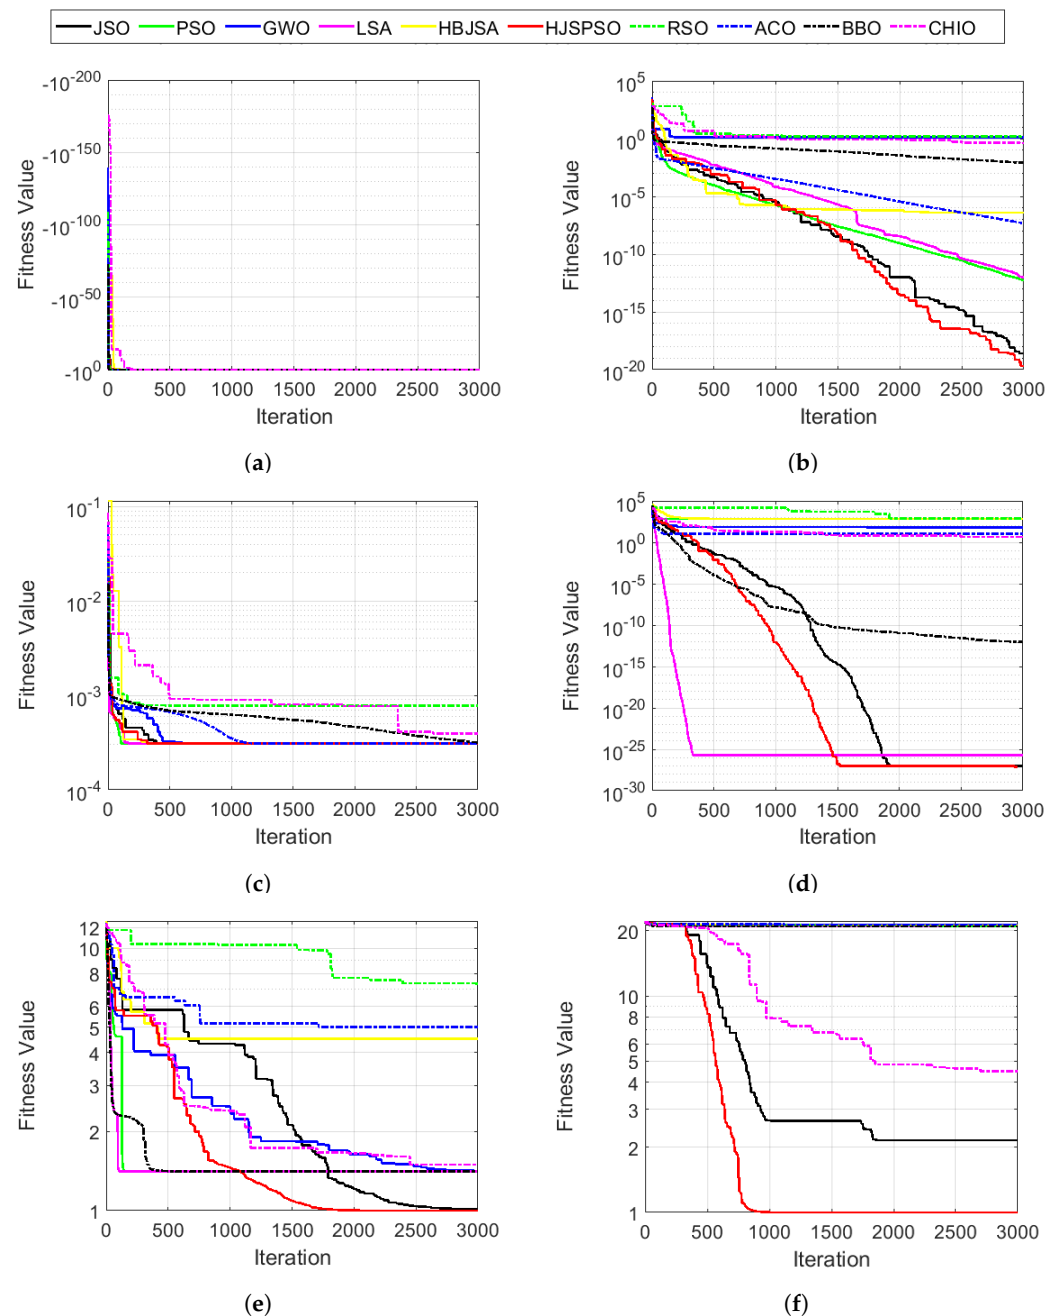 JSO PSO GWO LSA HBJSA HJSPSO RSO ACO BBO CHIO
-10^-200
-10^-150
-10^-100
-10^-50
-10^0
Fitness Value
0 500 1000 1500 2000 2500 3000
Iteration
(a)
10^5
10^0
10^-5
10^-10
10^-15
10^-20
Fitness Value
0 500 1000 1500 2000 2500 3000
Iteration
(b)
10^-1
10^-2
10^-3
10^-4
Fitness Value
0 500 1000 1500 2000 2500 3000
Iteration
(c)
10^5
10^0
10^-5
10^-10
10^-15
10^-20
10^-25
10^-30
Fitness Value
0 500 1000 1500 2000 2500 3000
Iteration
(d)
12
10
8
6
5
4
3
2
1
Fitness Value
0 500 1000 1500 2000 2500 3000
Iteration
(e)
20
10
8
6
5
4
3
2
1
Fitness Value
0 500 1000 1500 2000 2500 3000
Iteration
(f)